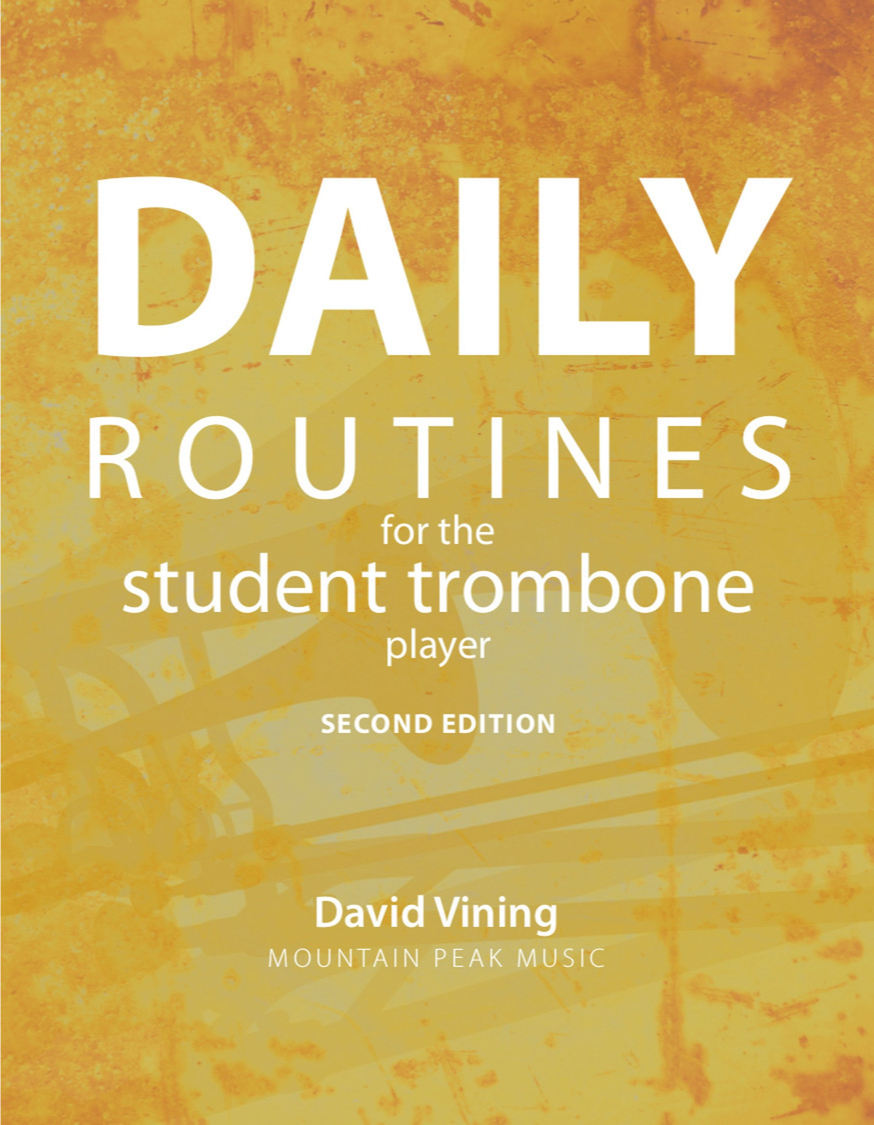 DAILY
ROUTINES
for the
student trombone
player
SECOND EDITION
David Vining
MOUNTAIN PEAK MUSIC